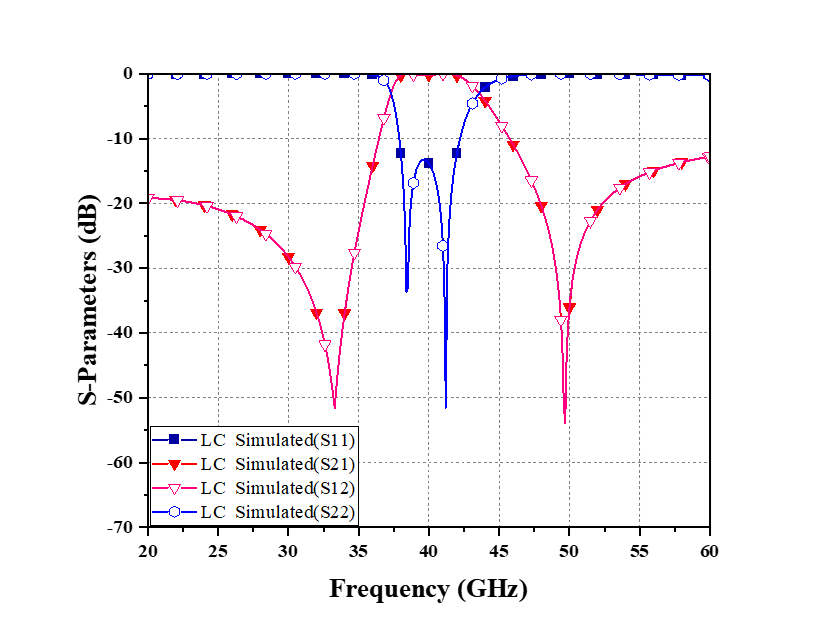 0
-10
-20
-30
-40
-50
-60
-70
S-Parameters (dB)
LC Simulated(S11)
LC Simulated(S21)
LC Simulated(S12)
LC Simulated(S22)
20 25 30 35 40 45 50 55 60
Frequency (GHz)